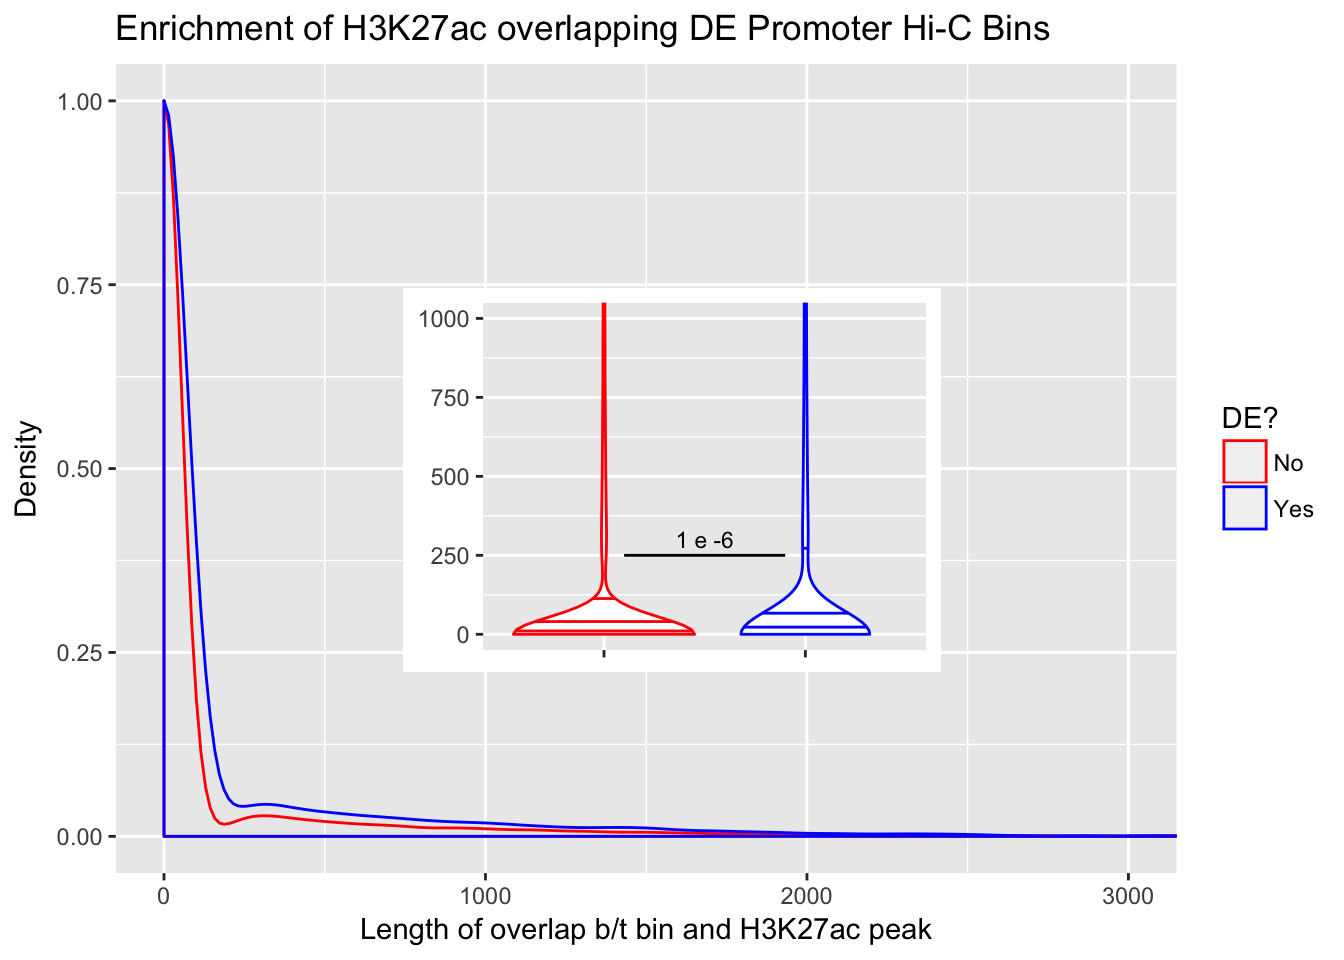 Enrichment of H3K27ac overlapping DE Promoter Hi-C Bins
1.00
0.75
0.50
0.25
0.00
Density
0
1000
2000
3000
Length of overlap b/t bin and H3K27ac peak
1000
750
500
250
0
1 e -6
DE?
No
Yes